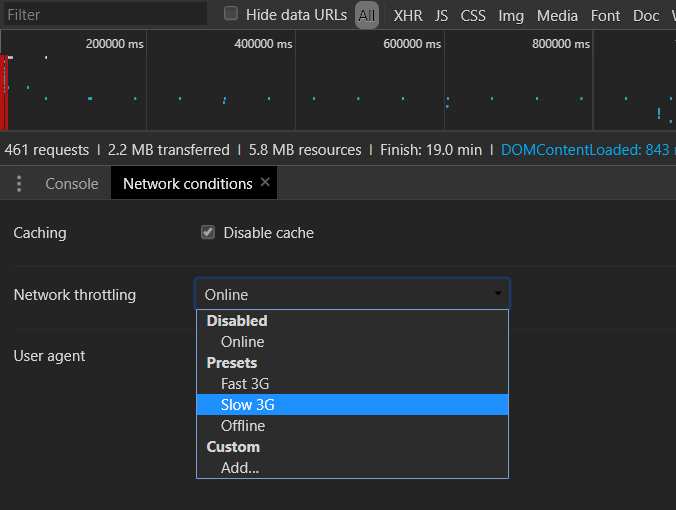 Filter Hide data URLs All XHR JS CSS Img Media Font Doc
200000 ms 400000 ms 600000 ms 800000 ms
461 requests | 2.2 MB transferred | 5.8 MB resources | Finish: 19.0 min | DOMContentLoaded: 843
Console Network conditions ×
Caching Disable cache
Network throttling Online
Disabled
Online
User agent
Presets
Fast 3G
Slow 3G
Offline
Custom
Add...